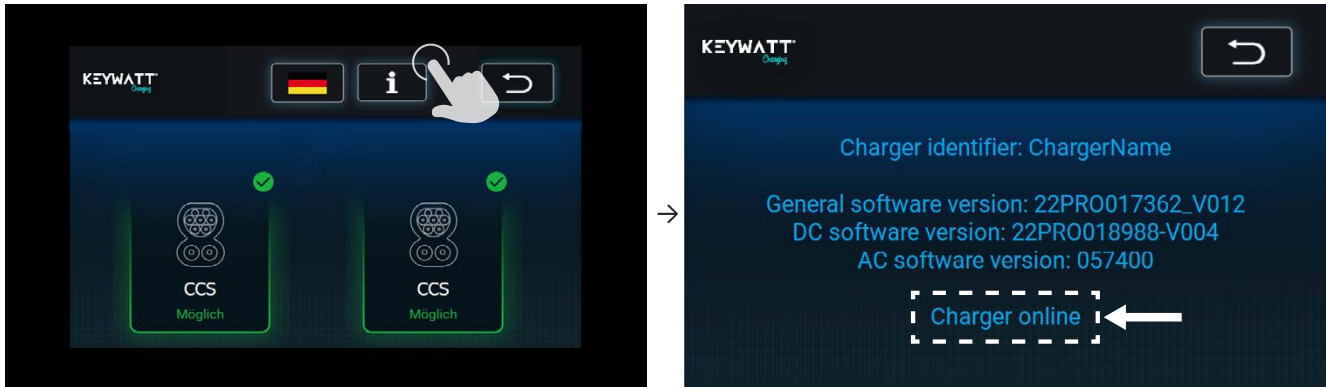 KEYWATT
Charging
i
CCS
Möglich
CCS
Möglich
→
KEYWATT
Charging
Charger identifier: ChargerName
General software version: 22PRO017362_V012
DC software version: 22PRO018988-V004
AC software version: 057400
Charger online